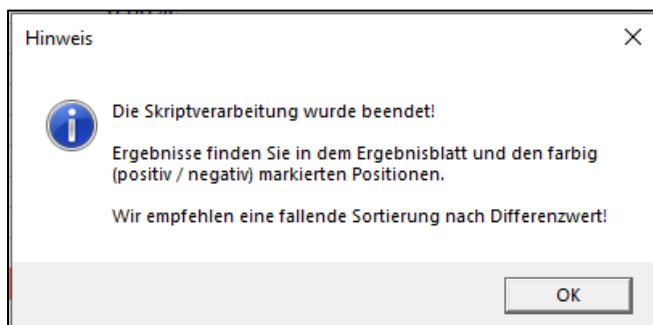 Hinweis
Die Skriptverarbeitung wurde beendet!
Ergebnisse finden Sie in dem Ergebnisblatt und den farbig
(positiv / negativ) markierten Positionen.
Wir empfehlen eine fallende Sortierung nach Differenzwert!
OK